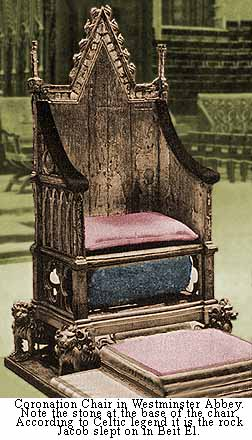 Coronation Chair in Westminster Abbey.
Note the stone at the base of the chair.
According to Celtic legend it is the rock
Jacob slept on in Beit El.